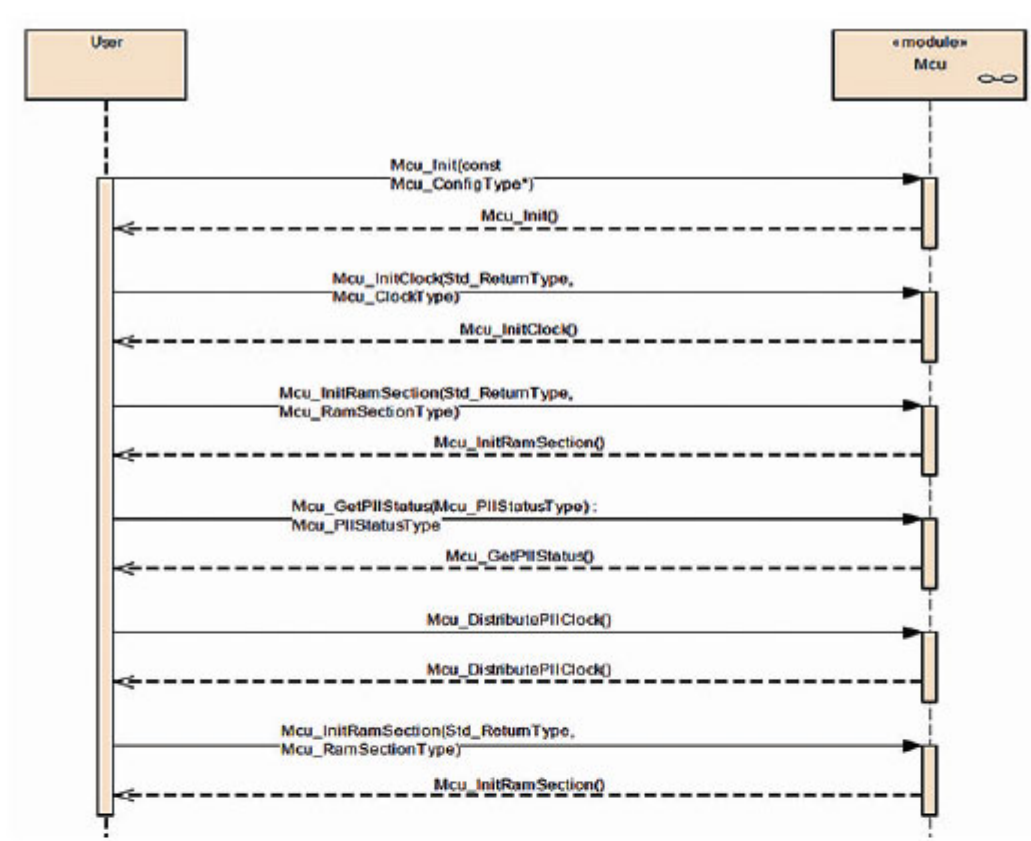 User
«module»
Mcu
Mcu_Init(const
Mcu_ConfigType*)
Mcu_Init()
Mcu_InitClock(Std_ReturnType,
Mcu_ClockType)
Mcu_InitClock()
Mcu_InitRamSection(Std_ReturnType,
Mcu_RamSectionType)
Mcu_InitRamSection()
Mcu_GetPllStatus(Mcu_PllStatusType) :
Mcu_PllStatusType
Mcu_GetPllStatus()
Mcu_DistributePllClock()
Mcu_DistributePllClock()
Mcu_InitRamSection(Std_ReturnType,
Mcu_RamSectionType)
Mcu_InitRamSection()